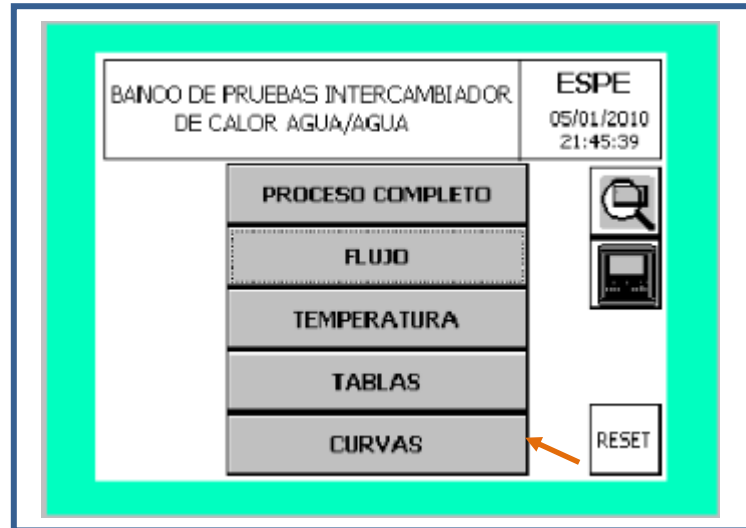 BANCO DE PRUEBAS INTERCAMBIADOR
DE CALOR AGUA/AGUA
ESPE
05/01/2010
21:45:39
PROCESO COMPLETO
FLUJO
TEMPERATURA
TABLAS
CURVAS
RESET